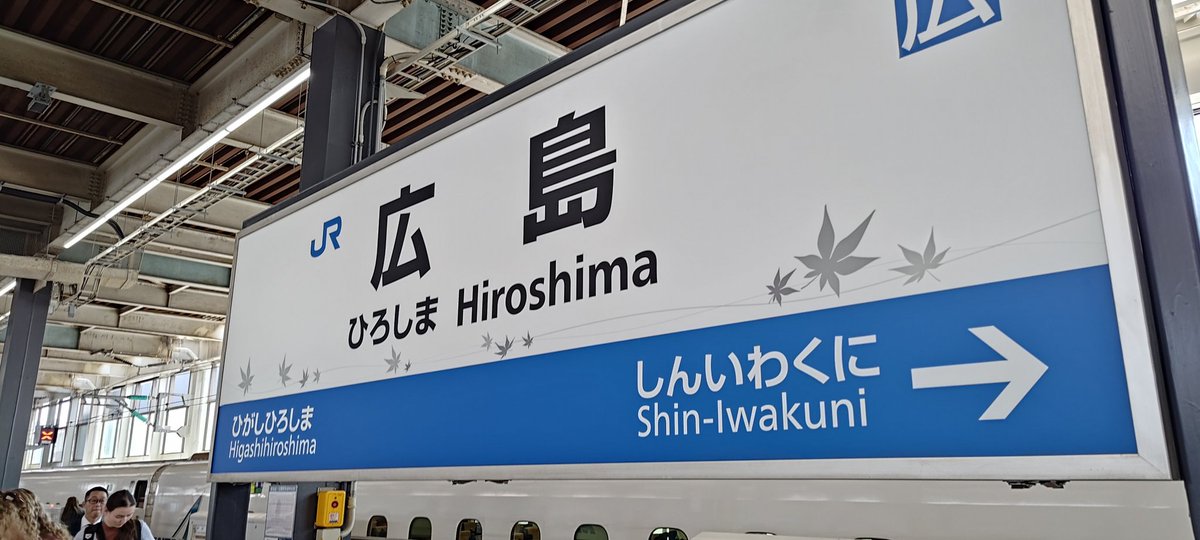 広
JR
広島
ひろしま Hiroshima
ひがしひろしま
Higashihiroshima
しんいわくに
Shin-Iwakuni